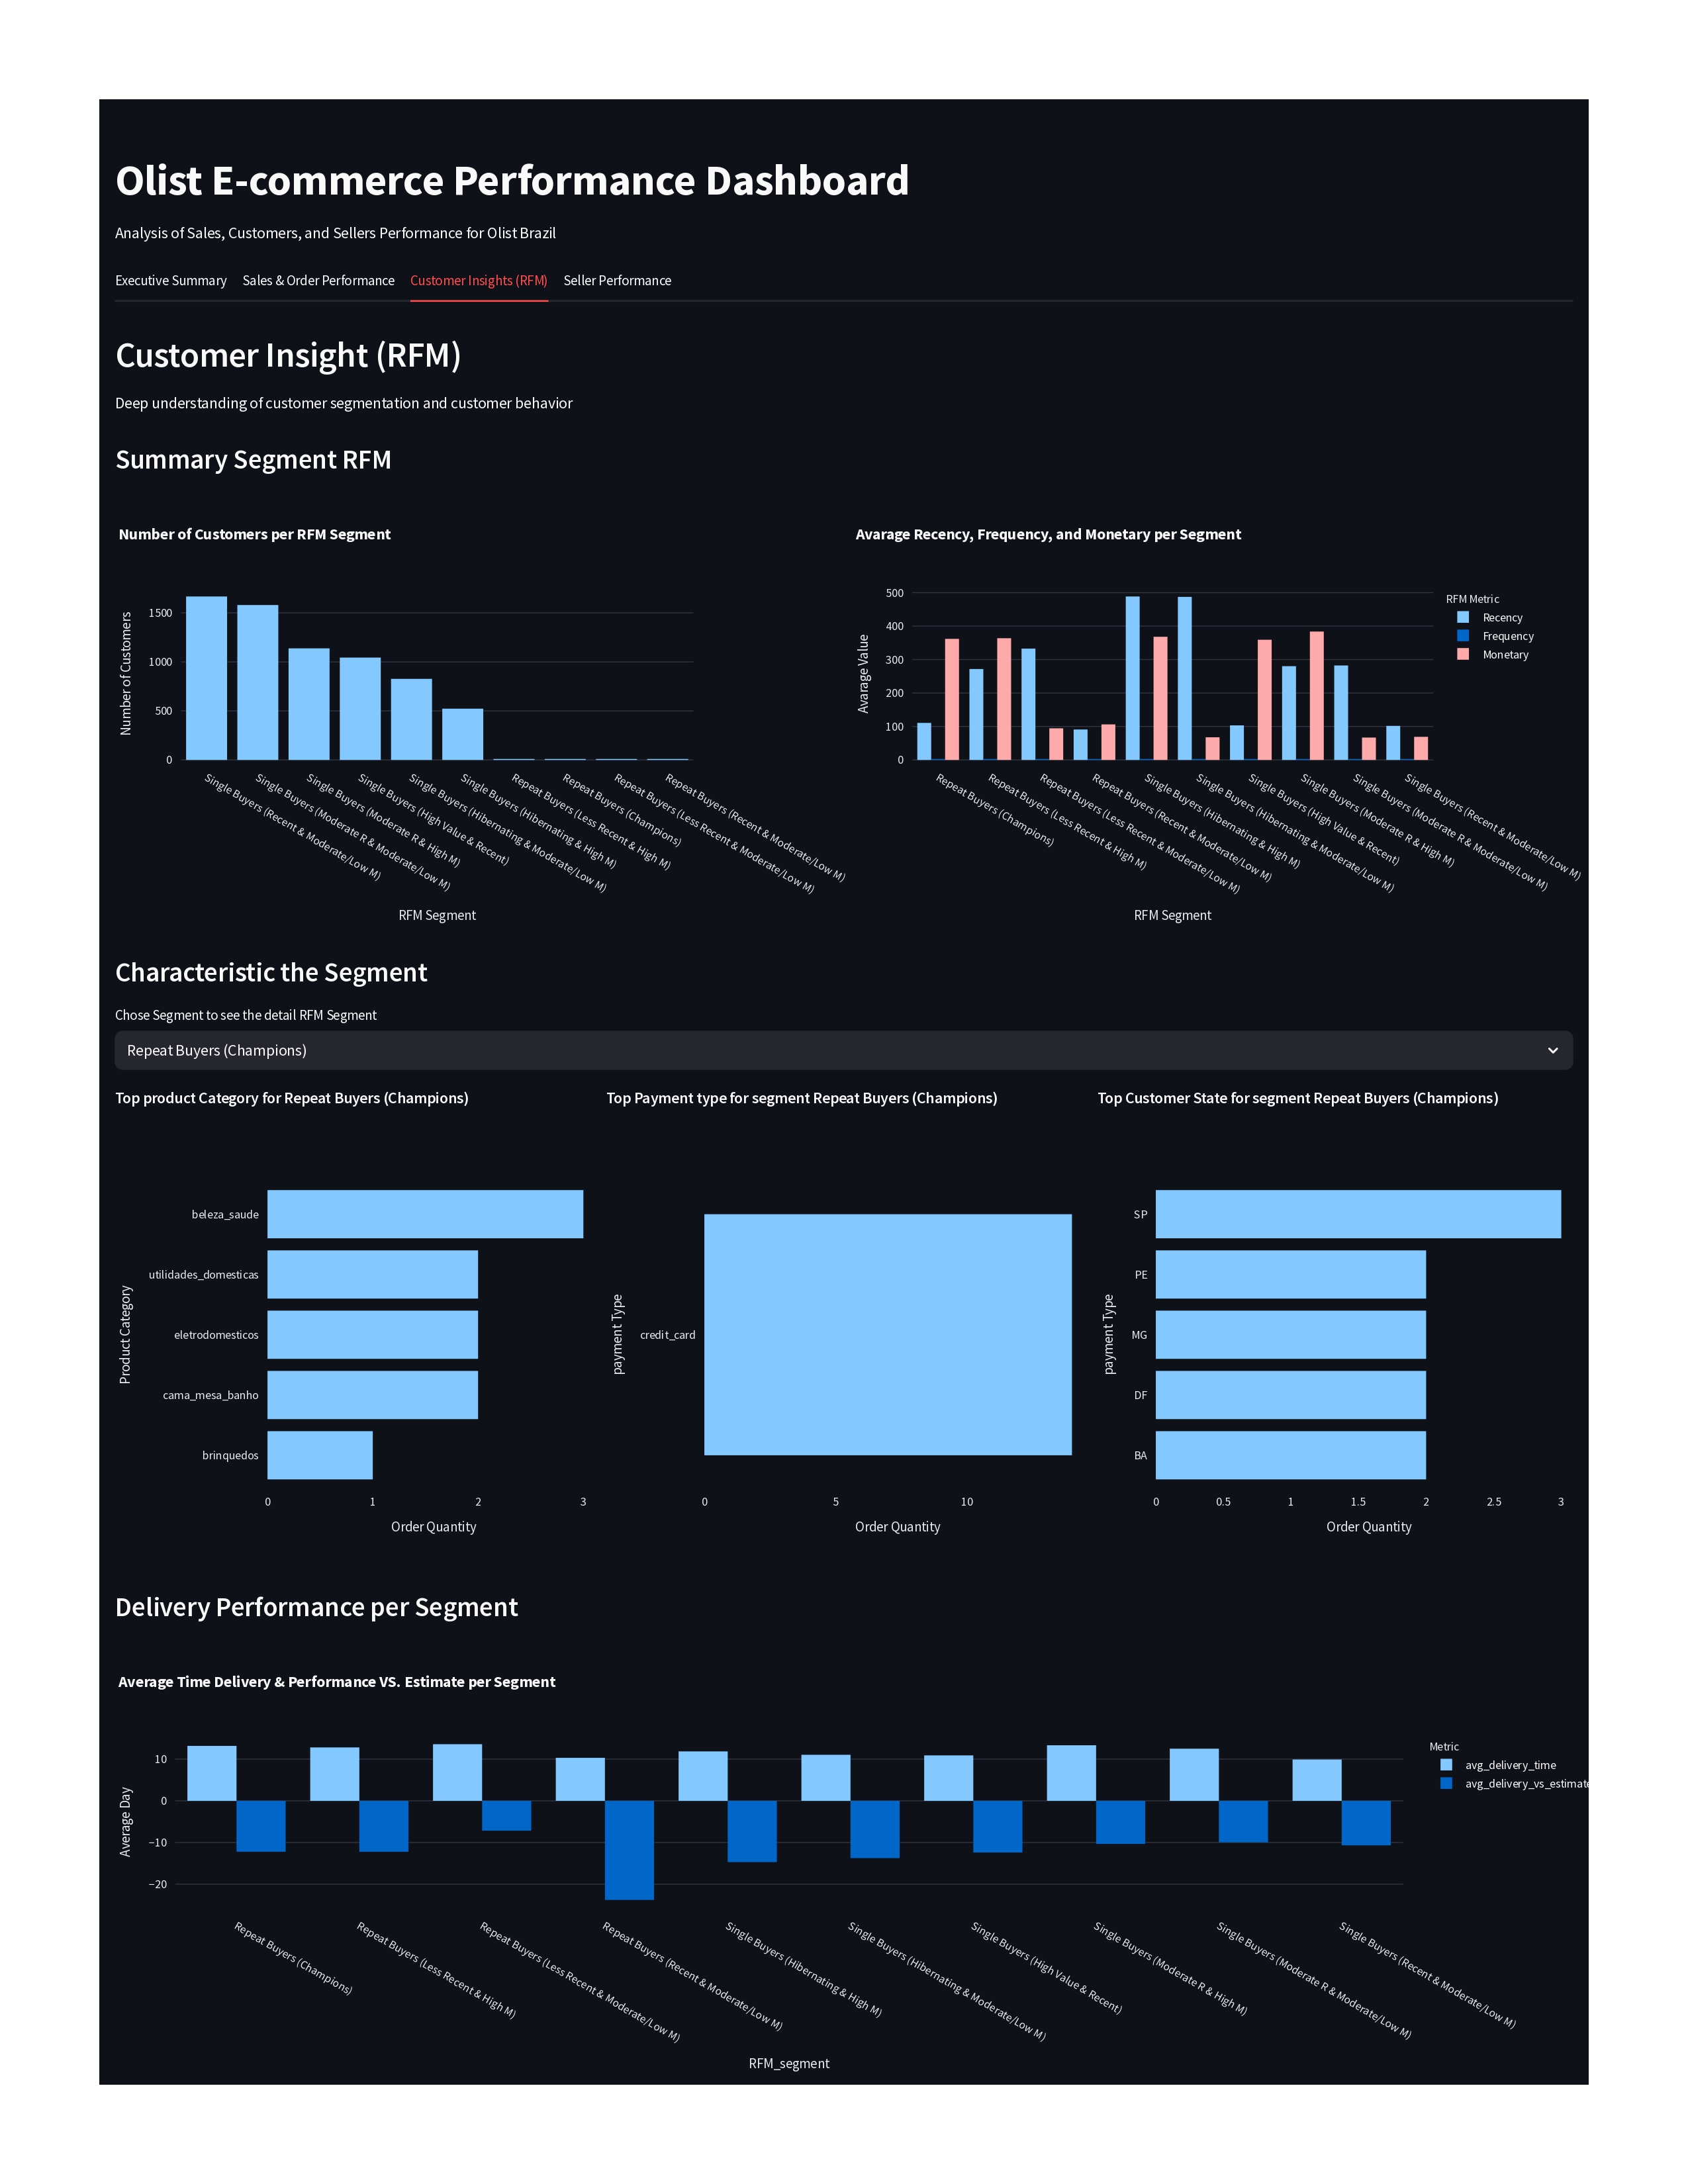 Olist E-commerce Performance Dashboard
Analysis of Sales, Customers, and Sellers Performance for Olist Brazil
Executive Summary Sales & Order Performance Customer Insights (RFM) Seller Performance
Customer Insight (RFM)
Deep understanding of customer segmentation and customer behavior
Summary Segment RFM
Number of Customers per RFM Segment
Number of Customers
1500
1000
500
0
Single Buyers (Recent & Moderate/Low M)
Single Buyers (Moderate R & Moderate/Low M)
Single Buyers (Moderate R & High M)
Single Buyers (High Value & Recent)
Single Buyers (Hibernating & Moderate/Low M)
Single Buyers (Hibernating & High M)
Repeat Buyers (Less Recent & High M)
Repeat Buyers (Champions)
Repeat Buyers (Less Recent & Moderate/Low M)
Repeat Buyers (Recent & Moderate/Low M)
RFM Segment
Avarage Recency, Frequency, and Monetary per Segment
Avarage Value
500
400
300
200
100
0
Repeat Buyers (Champions)
Repeat Buyers (Less Recent & High M)
Repeat Buyers (Less Recent & Moderate/Low M)
Repeat Buyers (Recent & Moderate/Low M)
Single Buyers (Hibernating & High M)
Single Buyers (Hibernating & Moderate/Low M)
Single Buyers (High Value & Recent)
Single Buyers (Moderate R & High M)
Single Buyers (Moderate R & Moderate/Low M)
Single Buyers (Recent & Moderate/Low M)
RFM Segment
RFM Metric
Recency
Frequency
Monetary
Characteristic the Segment
Chose Segment to see the detail RFM Segment
Repeat Buyers (Champions)
Top product Category for Repeat Buyers (Champions)
Product Category
beleza_saude
utilidades_domesticas
eletrodomesticos
cama_mesa_banho
brinquedos
0 1 2 3
Order Quantity
Top Payment type for segment Repeat Buyers (Champions)
payment Type
credit_card
0 5 10
Order Quantity
Top Customer State for segment Repeat Buyers (Champions)
payment Type
SP
PE
MG
DF
BA
0 0.5 1 1.5 2 2.5 3
Order Quantity
Delivery Performance per Segment
Average Time Delivery & Performance VS. Estimate per Segment
Average Day
10
0
−10
−20
Repeat Buyers (Champions)
Repeat Buyers (Less Recent & High M)
Repeat Buyers (Less Recent & Moderate/Low M)
Repeat Buyers (Recent & Moderate/Low M)
Single Buyers (Hibernating & High M)
Single Buyers (Hibernating & Moderate/Low M)
Single Buyers (High Value & Recent)
Single Buyers (Moderate R & High M)
Single Buyers (Moderate R & Moderate/Low M)
Single Buyers (Recent & Moderate/Low M)
RFM_segment
Metric
avg_delivery_time
avg_delivery_vs_estimate